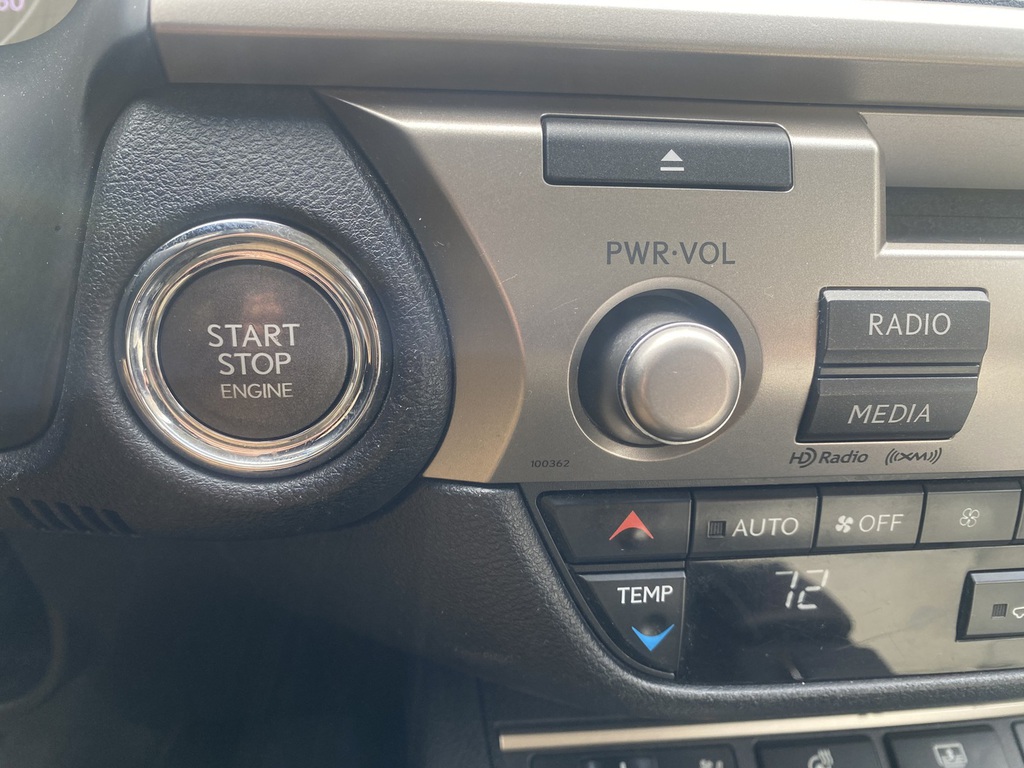 START
STOP
ENGINE
PWR·VOL
RADIO
MEDIA
100362
HD Radio
((XM))
AUTO
OFF
TEMP
72